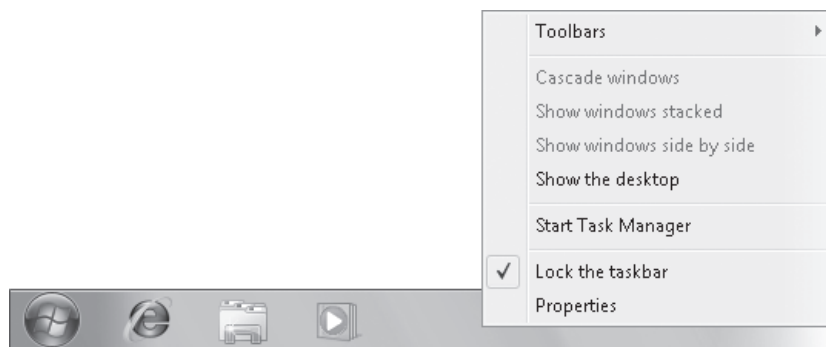 Toolbars
Cascade windows
Show windows stacked
Show windows side by side
Show the desktop
Start Task Manager
Lock the taskbar
Properties